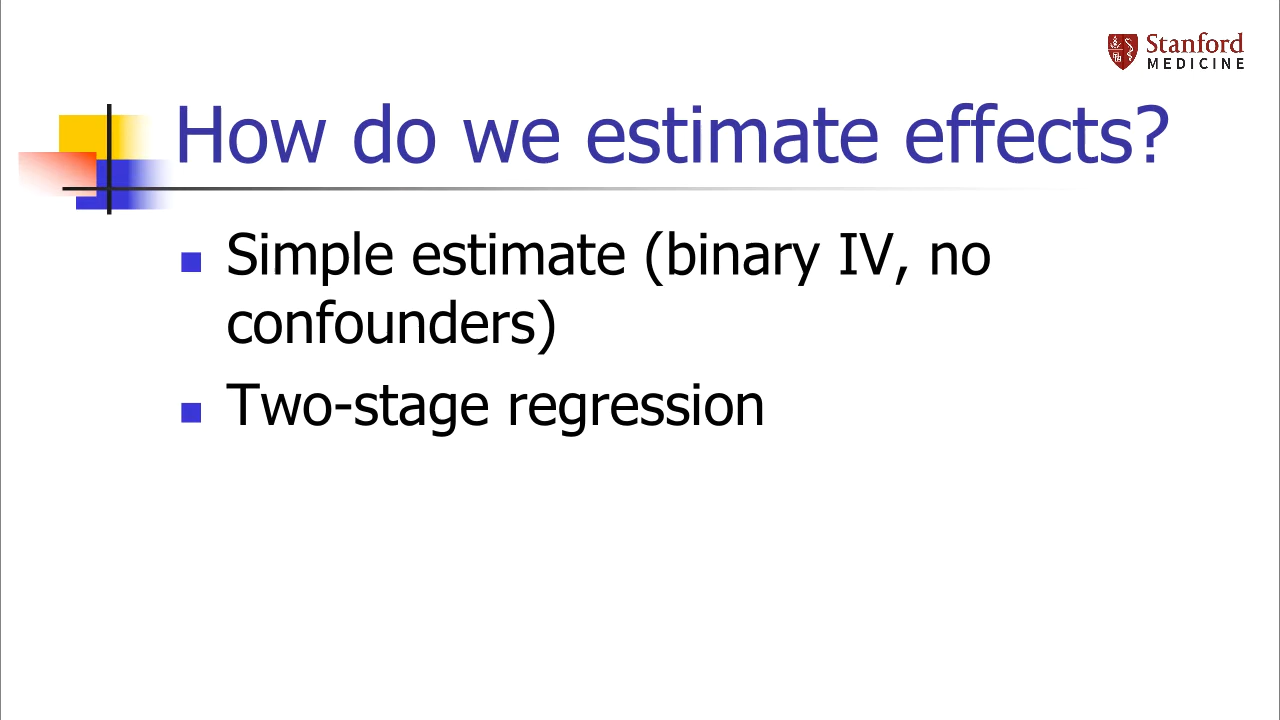 Stanford
MEDICINE
How do we estimate effects?
Simple estimate (binary IV, no
confounders)
Two-stage regression